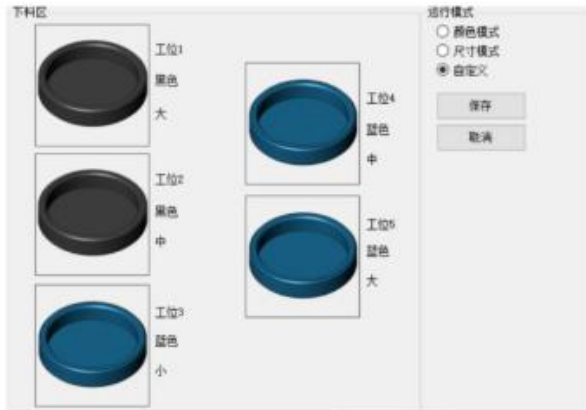 下料区
工位1
黑色
大
工位2
黑色
中
工位3
蓝色
小
工位4
蓝色
中
工位5
蓝色
大
运行模式
颜色模式
尺寸模式
自定义
保存
取消